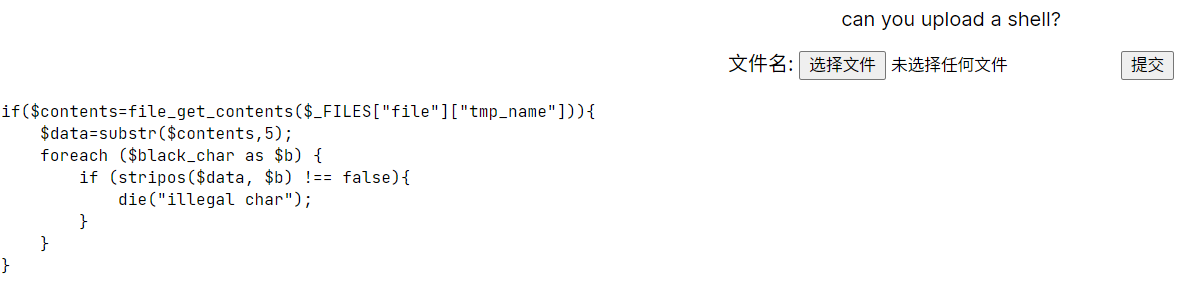 can you upload a shell?
文件名: 选择文件 未选择任何文件 提交
if($contents=file_get_contents($_FILES["file"]["tmp_name"])){
    $data=substr($contents,5);
    foreach ($black_char as $b) {
        if (stripos($data, $b) !== false){
            die("illegal char");
        }
    }
}